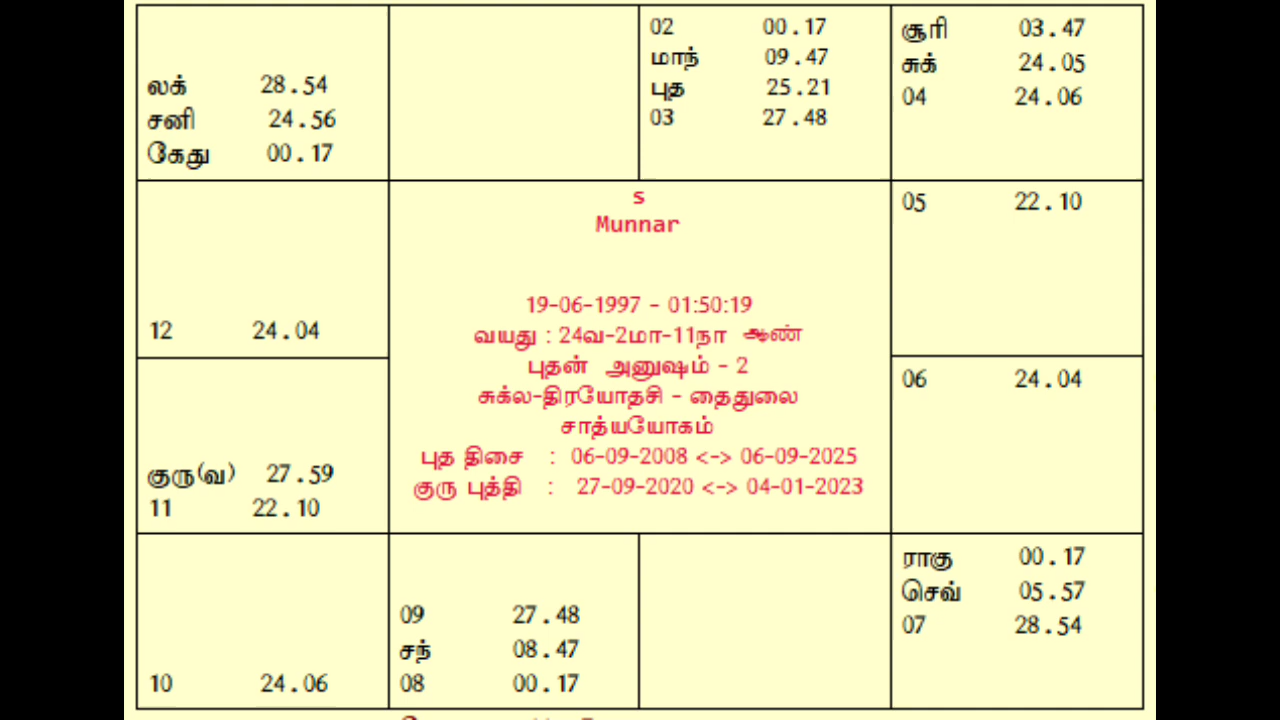 லக் 28.54
சனி 24.56
கேது 00.17
02 00.17
மாந் 09.47
புத 25.21
03 27.48
சூரி 03.47
சுக் 24.05
04 24.06
12 24.04
s
Munnar
19-06-1997 - 01:50:19
வயது : 24வ-2மா-11நா ஆண்
புதன் அனுஷம் - 2
சுக்ல-திரயோதசி - தைதுலை
சாத்யயோகம்
புத திசை : 06-09-2008 <-> 06-09-2025
குரு புத்தி : 27-09-2020 <-> 04-01-2023
05 22.10
குரு(வ) 27.59
11 22.10
06 24.04
10 24.06
09 27.48
சந் 08.47
08 00.17
ராகு 00.17
செவ் 05.57
07 28.54